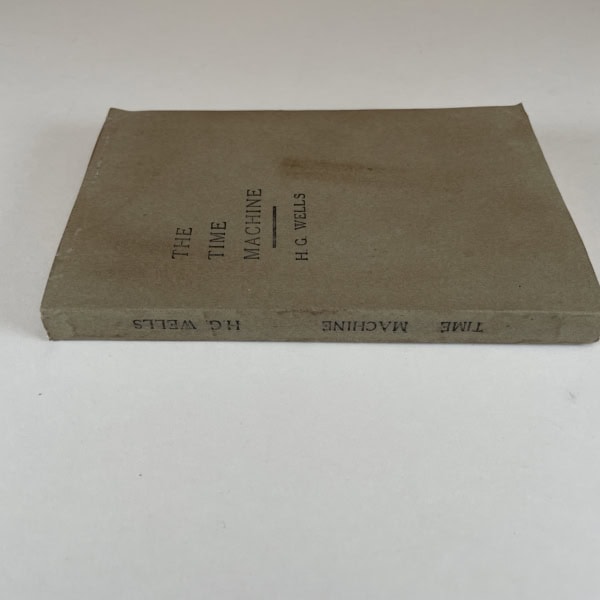 THE
TIME
MACHINE
H. G. WELLS
TIME MACHINE H.G. WELLS